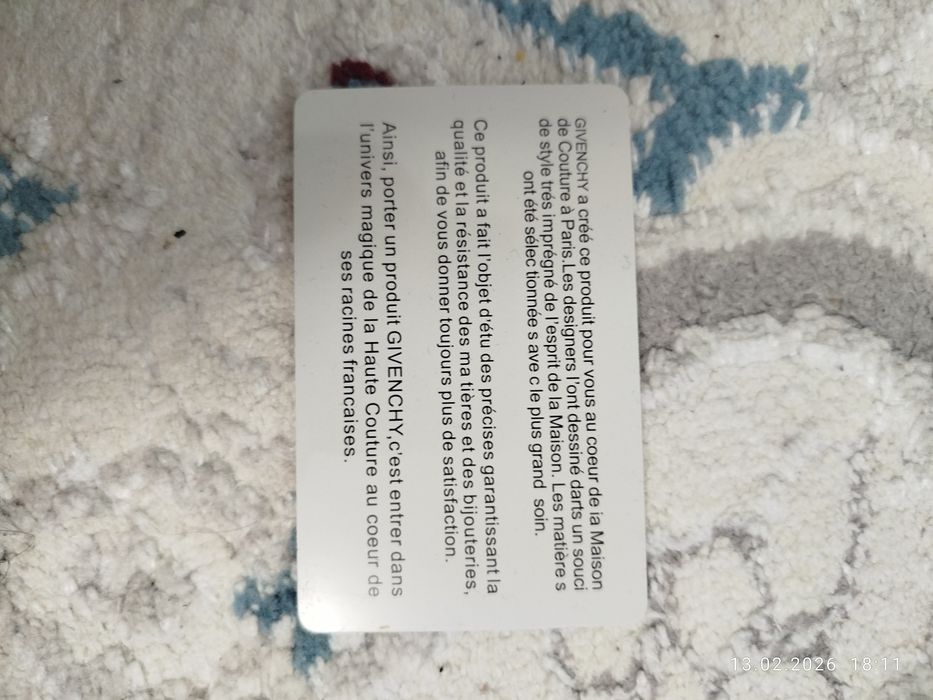 GIVENCHY a créé ce produit pour vous au coeur de ia Maison
de Couture à Paris.Les designers l'ont dessiné darts un souci
de style trés imprégné de l'esprit de la Maison. Les matière s
ont été sélec tionnée s ave c le plus grand soin.
Ce produit a fait l'objet d'étu des précises garantissant la
qualité et la résistance des ma tières et des bijouteries,
afin de vous donner toujours plus de satisfaction.
Ainsi, porter un produit GIVENCHY,c'est entrer dans
l'univers magique de la Haute Couture au coeur de
ses racines francaises.
13.02.2026 18:11